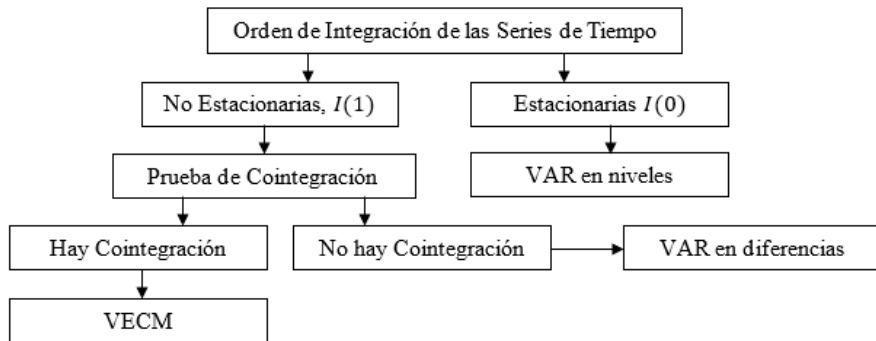 Orden de Integración de las Series de Tiempo
No Estacionarias, I(1)
Estacionarias I(0)
Prueba de Cointegración
VAR en niveles
Hay Cointegración
No hay Cointegración
VAR en diferencias
VECM